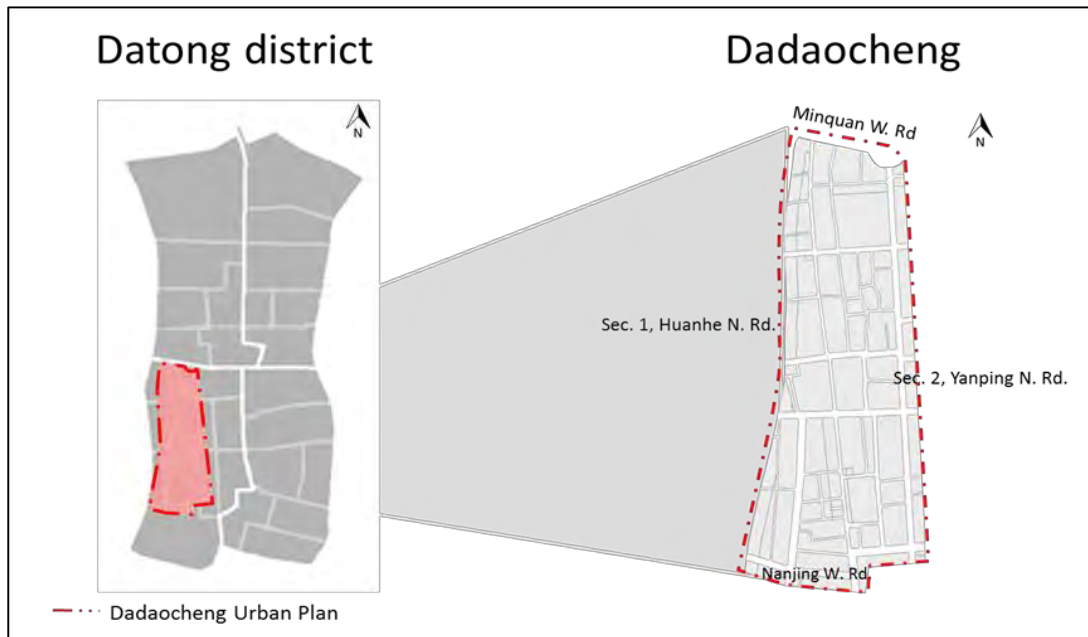 Datong district
Dadaocheng
N
Minquan W. Rd
N
Sec. 1, Huanhe N. Rd.
Sec. 2, Yanping N. Rd.
Nanjing W. Rd
Dadaocheng Urban Plan